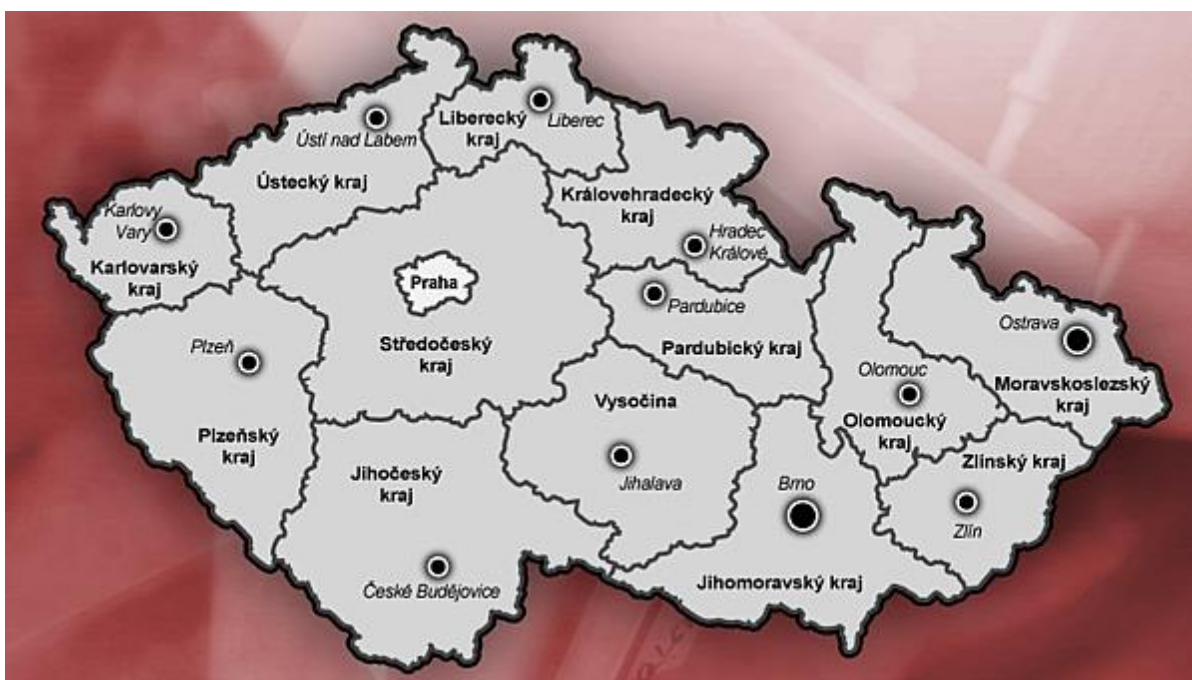 Liberecký
kraj
Liberec
Ústí nad Labem
Ústecký kraj
Královehradecký
kraj
Karlovy
Vary
Karlovarský
kraj
Hradec
Králové
Praha
Pardubice
Středočeský
kraj
Pardubický kraj
Plzeň
Ostrava
Olomouc
Moravskoslezský
kraj
Vysočina
Olomoucký
kraj
Plzeňský
kraj
Zlínský kraj
Jihočeský
kraj
Jihalava
Brno
Zlín
Jihomoravský kraj
České Budějovice